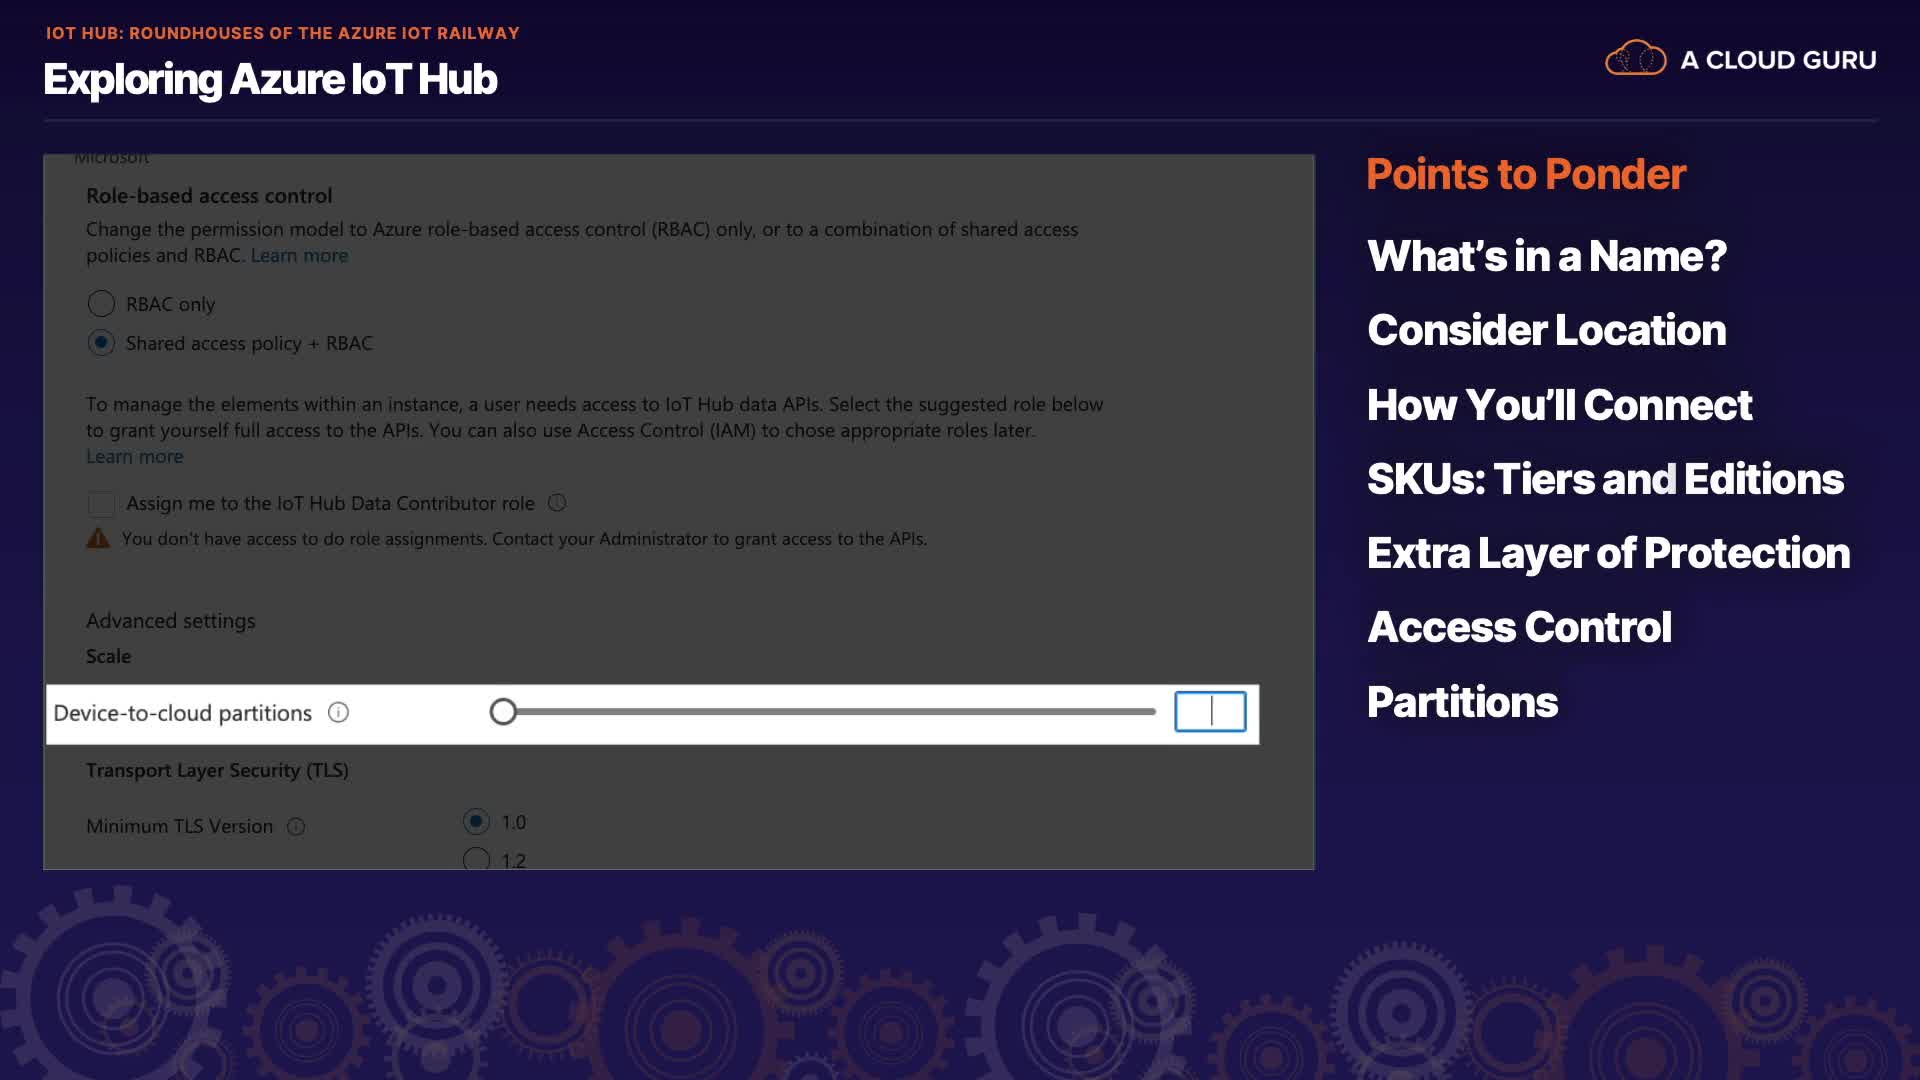 IOT HUB: ROUNDHOUSES OF THE AZURE IOT RAILWAY
Exploring Azure IoT Hub
A CLOUD GURU
Microsoft
Role-based access control
Change the permission model to Azure role-based access control (RBAC) only, or to a combination of shared access
policies and RBAC. Learn more
RBAC only
Shared access policy + RBAC
To manage the elements within an instance, a user needs access to IoT Hub data APIs. Select the suggested role below
to grant yourself full access to the APIs. You can also use Access Control (IAM) to chose appropriate roles later.
Learn more
Assign me to the IoT Hub Data Contributor role
You don't have access to do role assignments. Contact your Administrator to grant access to the APIs.
Advanced settings
Scale
Device-to-cloud partitions
Transport Layer Security (TLS)
Minimum TLS Version
1.0
1.2
Points to Ponder
What's in a Name?
Consider Location
How You'll Connect
SKUs: Tiers and Editions
Extra Layer of Protection
Access Control
Partitions